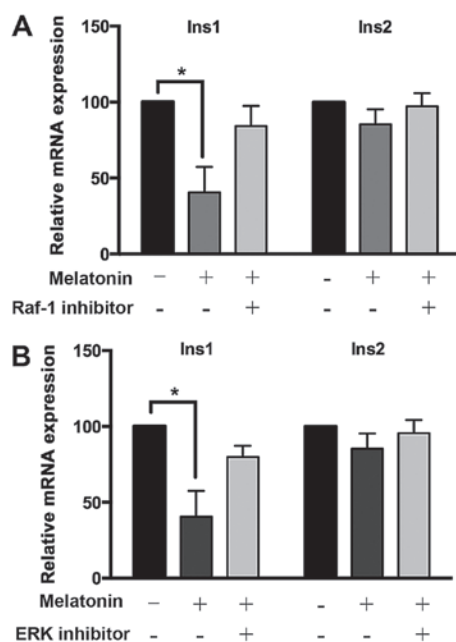 A
Ins1 Ins2
Relative mRNA expression
150
100
50
0
Melatonin − + + - + +
Raf-1 inhibitor - - + - - +
*
B
Ins1 Ins2
Relative mRNA expression
150
100
50
0
Melatonin − + + - + +
ERK inhibitor - - + - - +
*